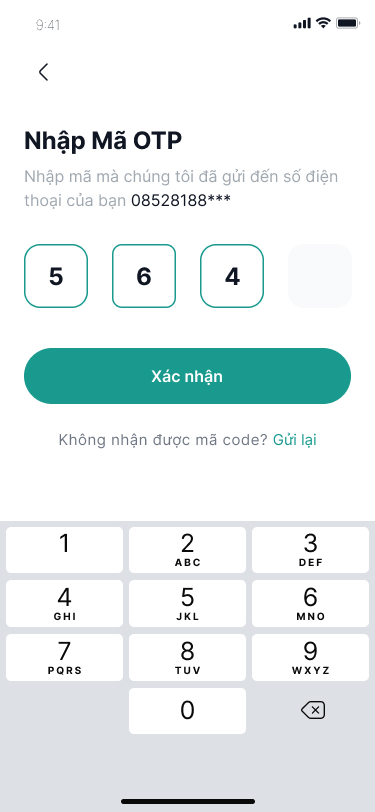 9:41
Nhập Mã OTP
Nhập mã mà chúng tôi đã gửi đến số điện
thoại của bạn 08528188***
5 6 4
Xác nhận
Không nhận được mã code? Gửi lại
1 2 3
ABC DEF
4 5 6
GHI JKL MNO
7 8 9
PQRS TUV WXYZ
0